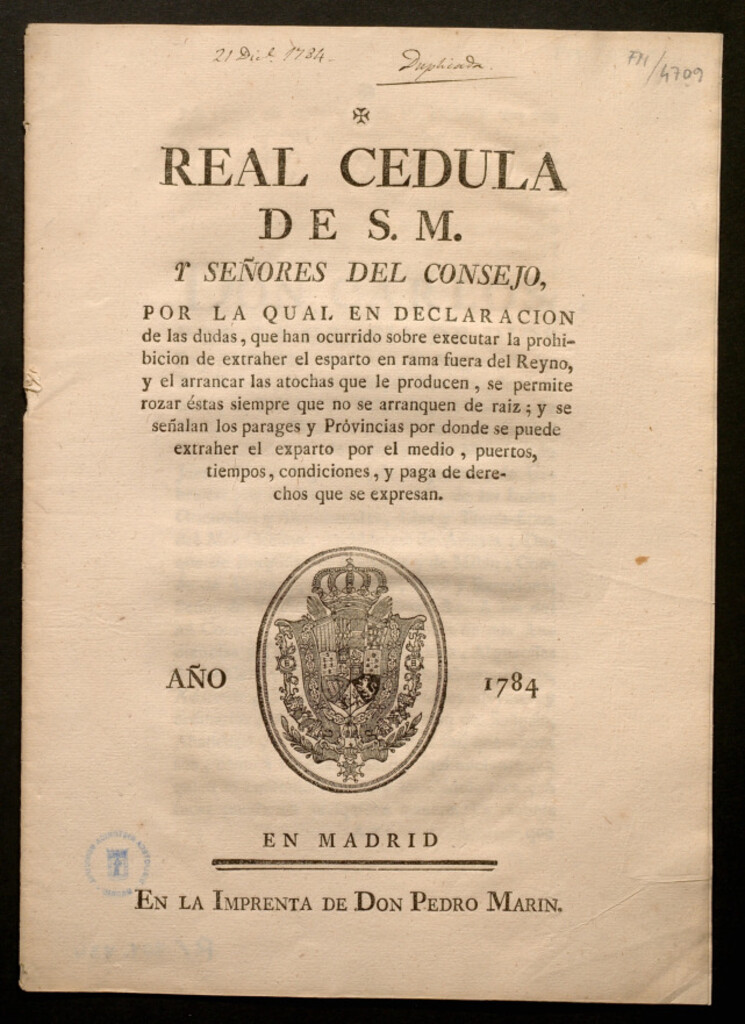 21 Dic.e 1784.
Duplicada.
4709
REAL CEDULA
DE S. M.
Y SEÑORES DEL CONSEJO,
POR LA QUAL EN DECLARACION
de las dudas, que han ocurrido sobre executar la prohi-
bicion de extraher el esparto en rama fuera del Reyno,
y el arrancar las atochas que le producen, se permite
rozar éstas siempre que no se arranquen de raiz; y se
señalan los parages y Próvincias por donde se puede
extraher el exparto por el medio, puertos,
tiempos, condiciones, y paga de dere-
chos que se expresan.
AÑO 1784
EN MADRID
EN LA IMPRENTA DE DON PEDRO MARIN.